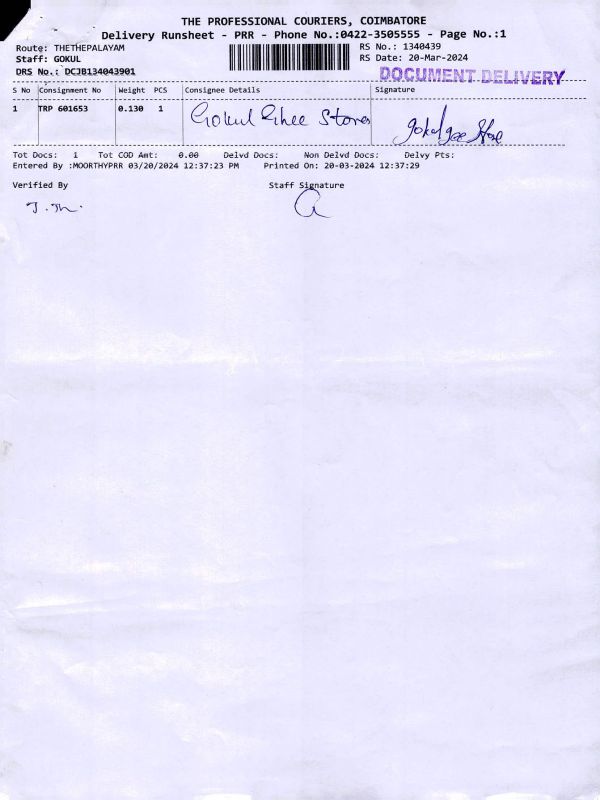 THE PROFESSIONAL COURIERS, COIMBATORE
Delivery Runsheet - PRR - Phone No.:0422-3505555 - Page No.:1
Route: THETHEPALAYAM RS No.: 1340439
Staff: GOKUL RS Date: 20-Mar-2024
DRS No.: DCJB134043901 DOCUMENT DELIVERY
S No Consignment No Weight PCS Consignee Details Signature
1 TRP 601653 0.130 1 Gokul Ghee Stores
Tot Docs: 1 Tot COD Amt: 0.00 Delvd Docs: Non Delvd Docs: Delvy Pts:
Entered By :MOORTHYPRR 03/20/2024 12:37:23 PM Printed On: 20-03-2024 12:37:29
Verified By Staff Signature